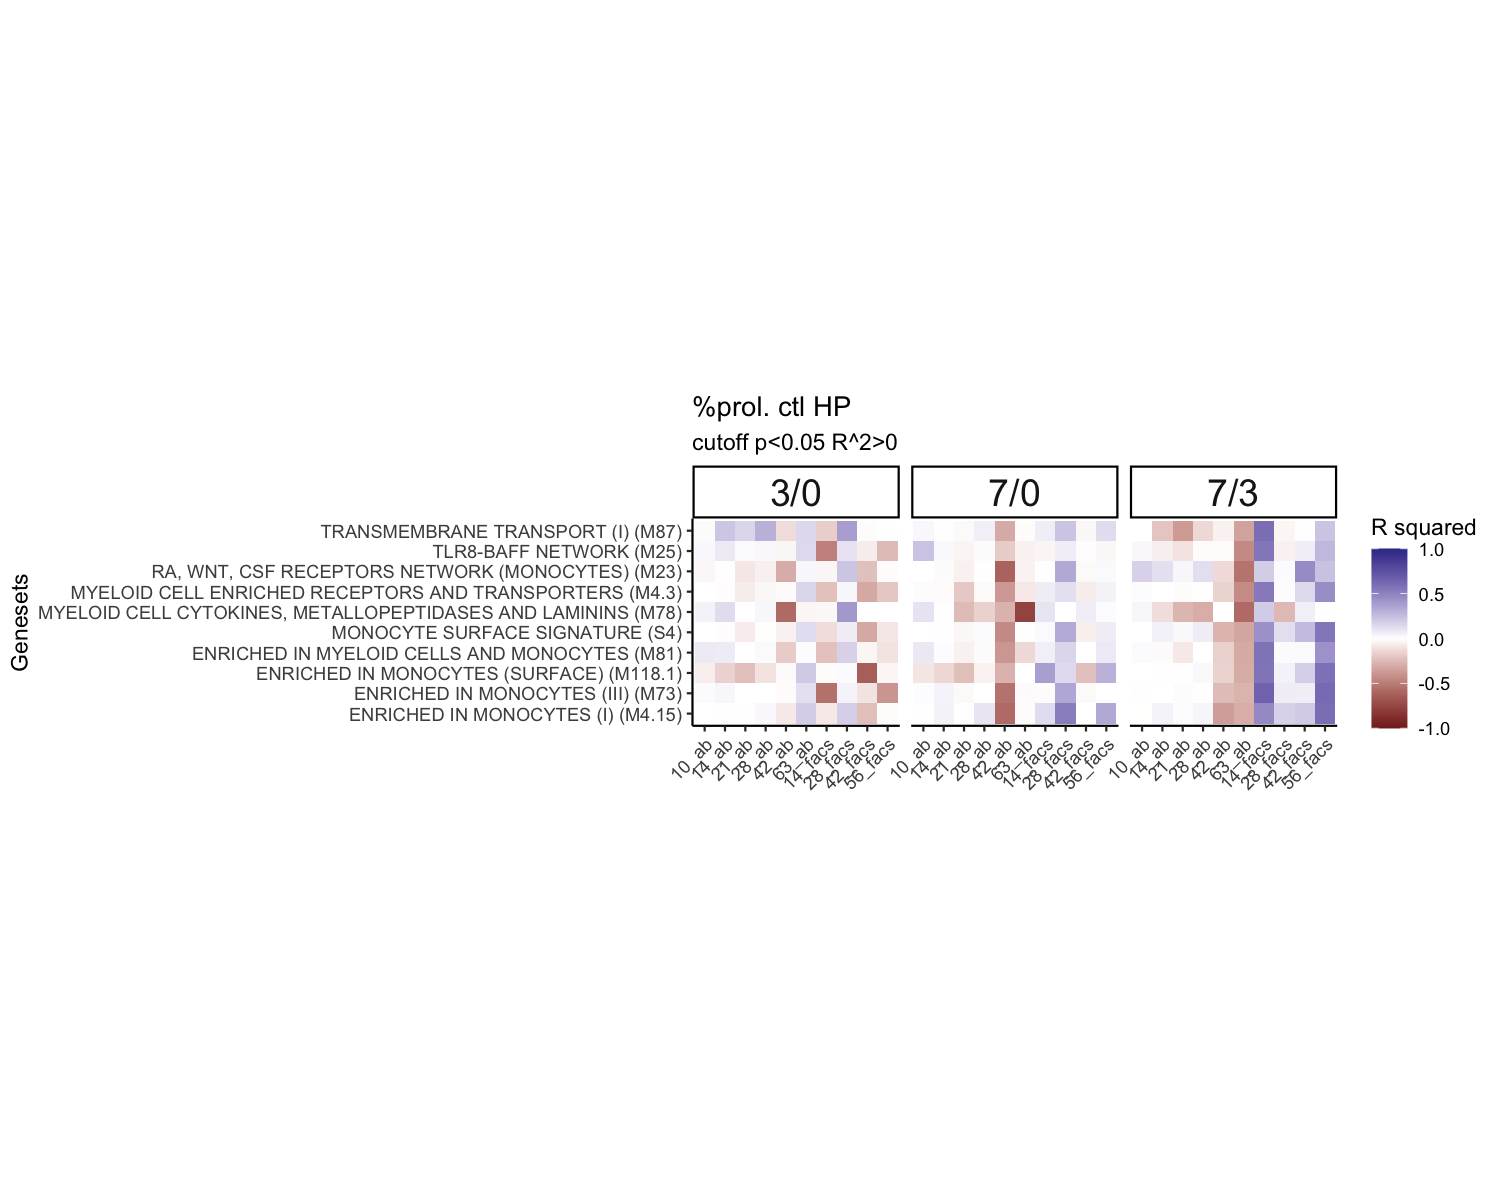 %prol. ctl HP
cutoff p<0.05 R^2>0
3/0 7/0 7/3
Genesets
TRANSMEMBRANE TRANSPORT (I) (M87)
TLR8-BAFF NETWORK (M25)
RA, WNT, CSF RECEPTORS NETWORK (MONOCYTES) (M23)
MYELOID CELL ENRICHED RECEPTORS AND TRANSPORTERS (M4.3)
MYELOID CELL CYTOKINES, METALLOPEPTIDASES AND LAMININS (M78)
MONOCYTE SURFACE SIGNATURE (S4)
ENRICHED IN MYELOID CELLS AND MONOCYTES (M81)
ENRICHED IN MONOCYTES (SURFACE) (M118.1)
ENRICHED IN MONOCYTES (III) (M73)
ENRICHED IN MONOCYTES (I) (M4.15)
10_ab 14_ab 21_ab 28_ab 42_ab 63_ab 14_facs 28_facs 42_facs 56_facs
10_ab 14_ab 21_ab 28_ab 42_ab 63_ab 14_facs 28_facs 42_facs 56_facs
10_ab 14_ab 21_ab 28_ab 42_ab 63_ab 14_facs 28_facs 42_facs 56_facs
R squared
1.0
0.5
0.0
-0.5
-1.0